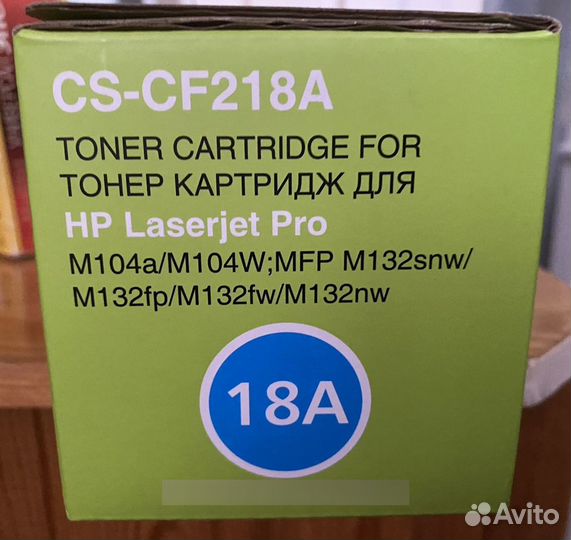 CS-CF218A
TONER CARTRIDGE FOR
ТОНЕР КАРТРИДЖ ДЛЯ
HP Laserjet Pro
M104a/M104W;MFP M132snw/
M132fp/M132fw/M132nw
18A
Avito